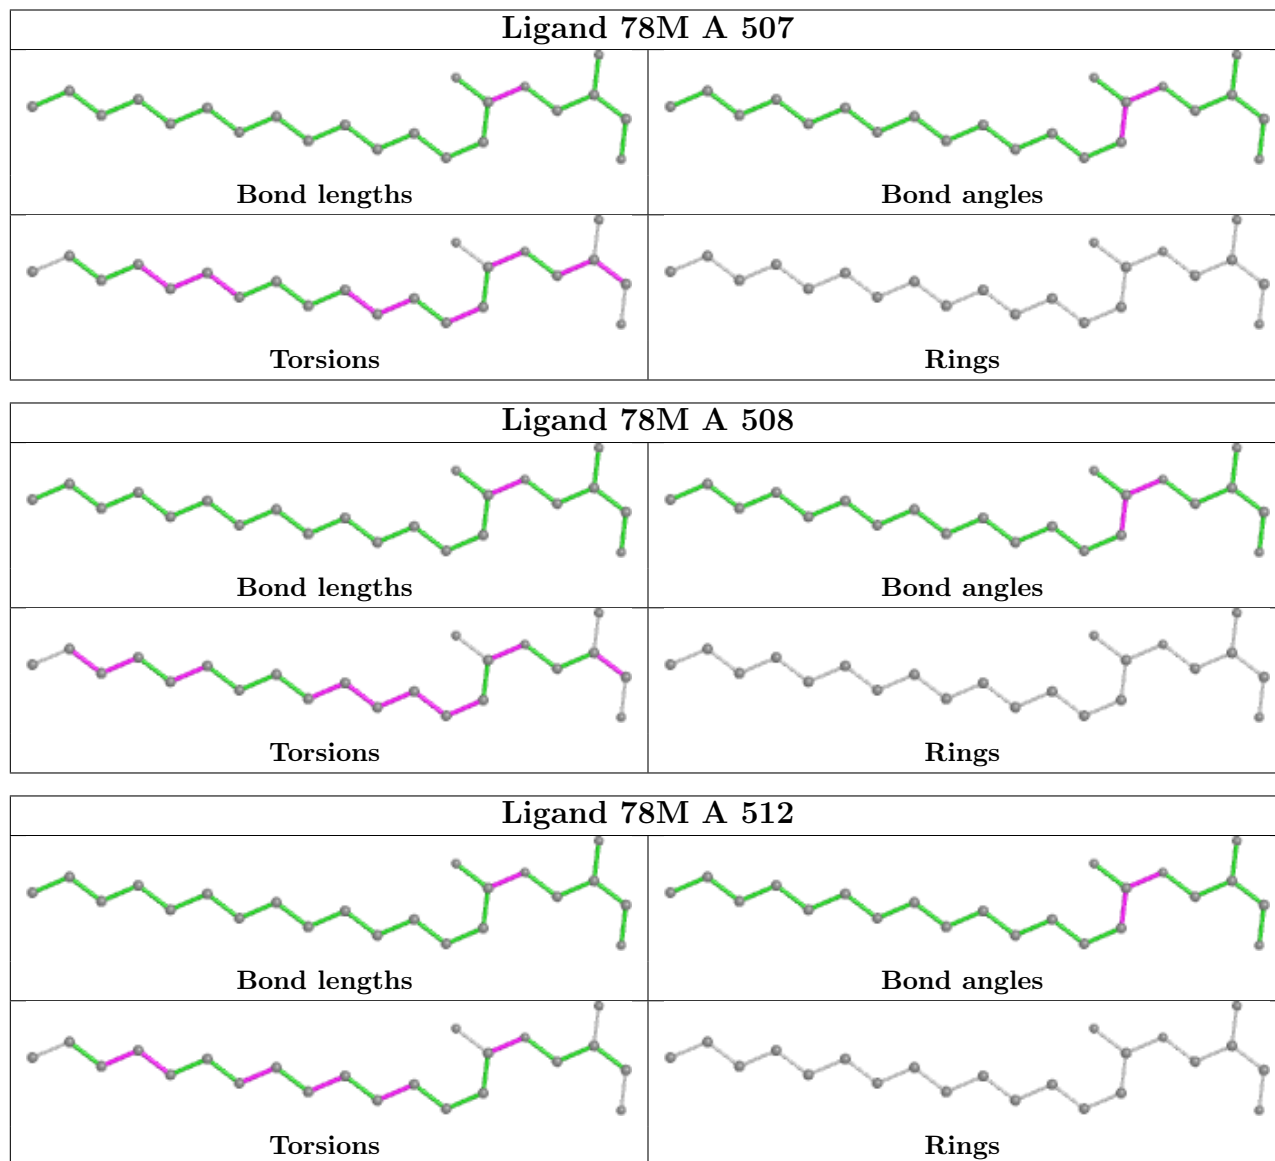 Ligand 78M A 507
Bond lengths
Bond angles
Torsions
Rings
Ligand 78M A 508
Bond lengths
Bond angles
Torsions
Rings
Ligand 78M A 512
Bond lengths
Bond angles
Torsions
Rings